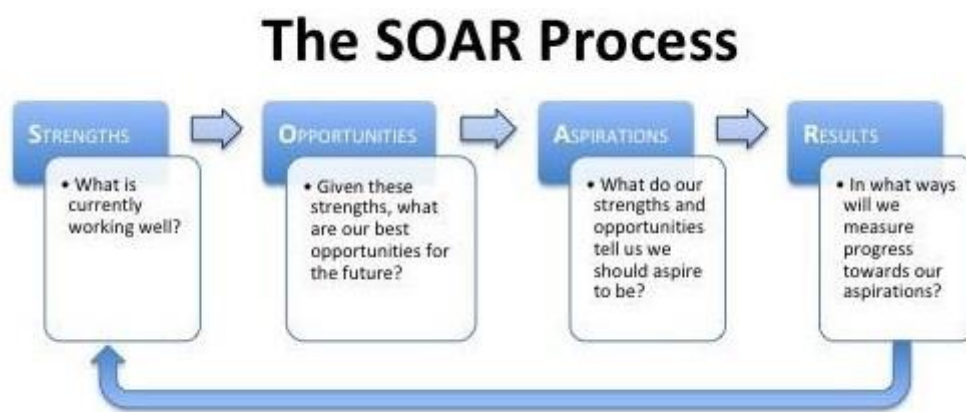 The SOAR Process
STRENGTHS
• What is
currently
working well?
OPPORTUNITIES
• Given these
strengths, what
are our best
opportunities for
the future?
ASPIRATIONS
• What do our
strengths and
opportunities
tell us we
should aspire
to be?
RESULTS
• In what ways
will we
measure
progress
towards our
aspirations?